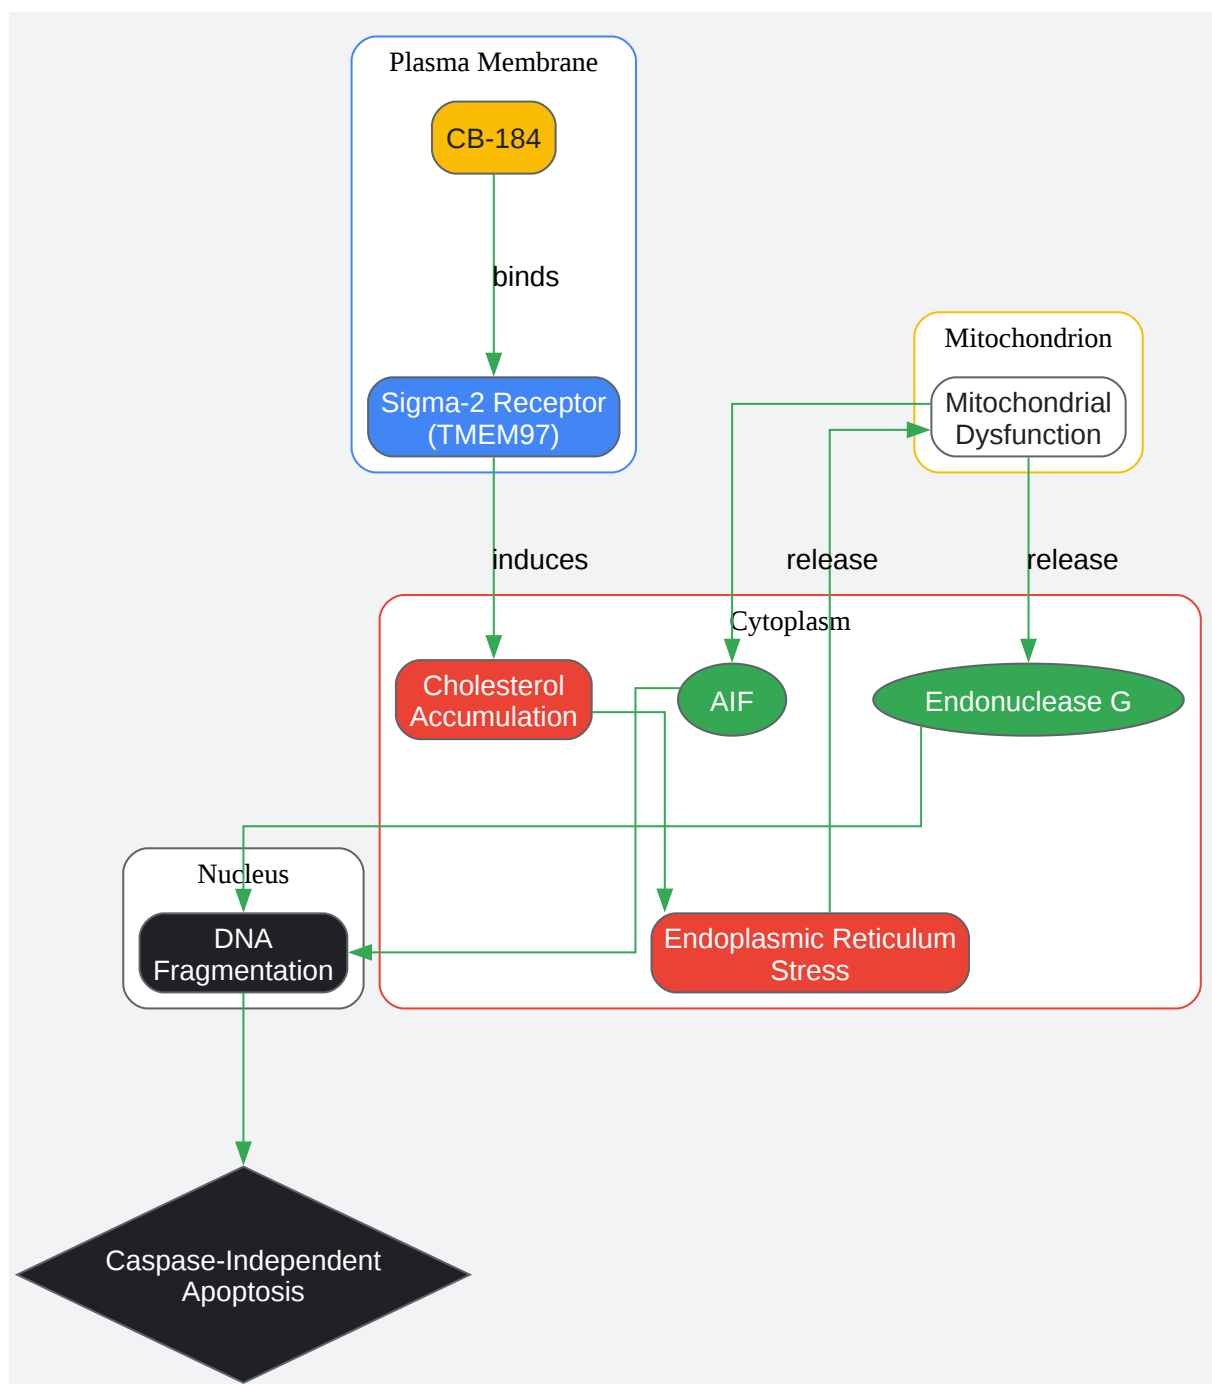 Plasma Membrane
CB-184
binds
Mitochondrion
Sigma-2 Receptor
(TMEM97)
Mitochondrial
Dysfunction
induces
release
release
Cytoplasm
Cholesterol
Accumulation
AIF
Endonuclease G
Nucleus
DNA
Fragmentation
Endoplasmic Reticulum
Stress
Caspase-Independent
Apoptosis